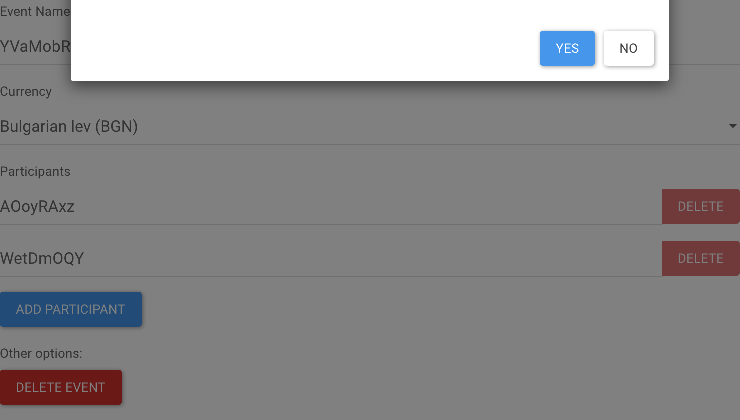 Event Name
YVaMobR
YES NO
Currency
Bulgarian lev (BGN)
Participants
AOoyRAxz DELETE
WetDmOQY DELETE
ADD PARTICIPANT
Other options:
DELETE EVENT